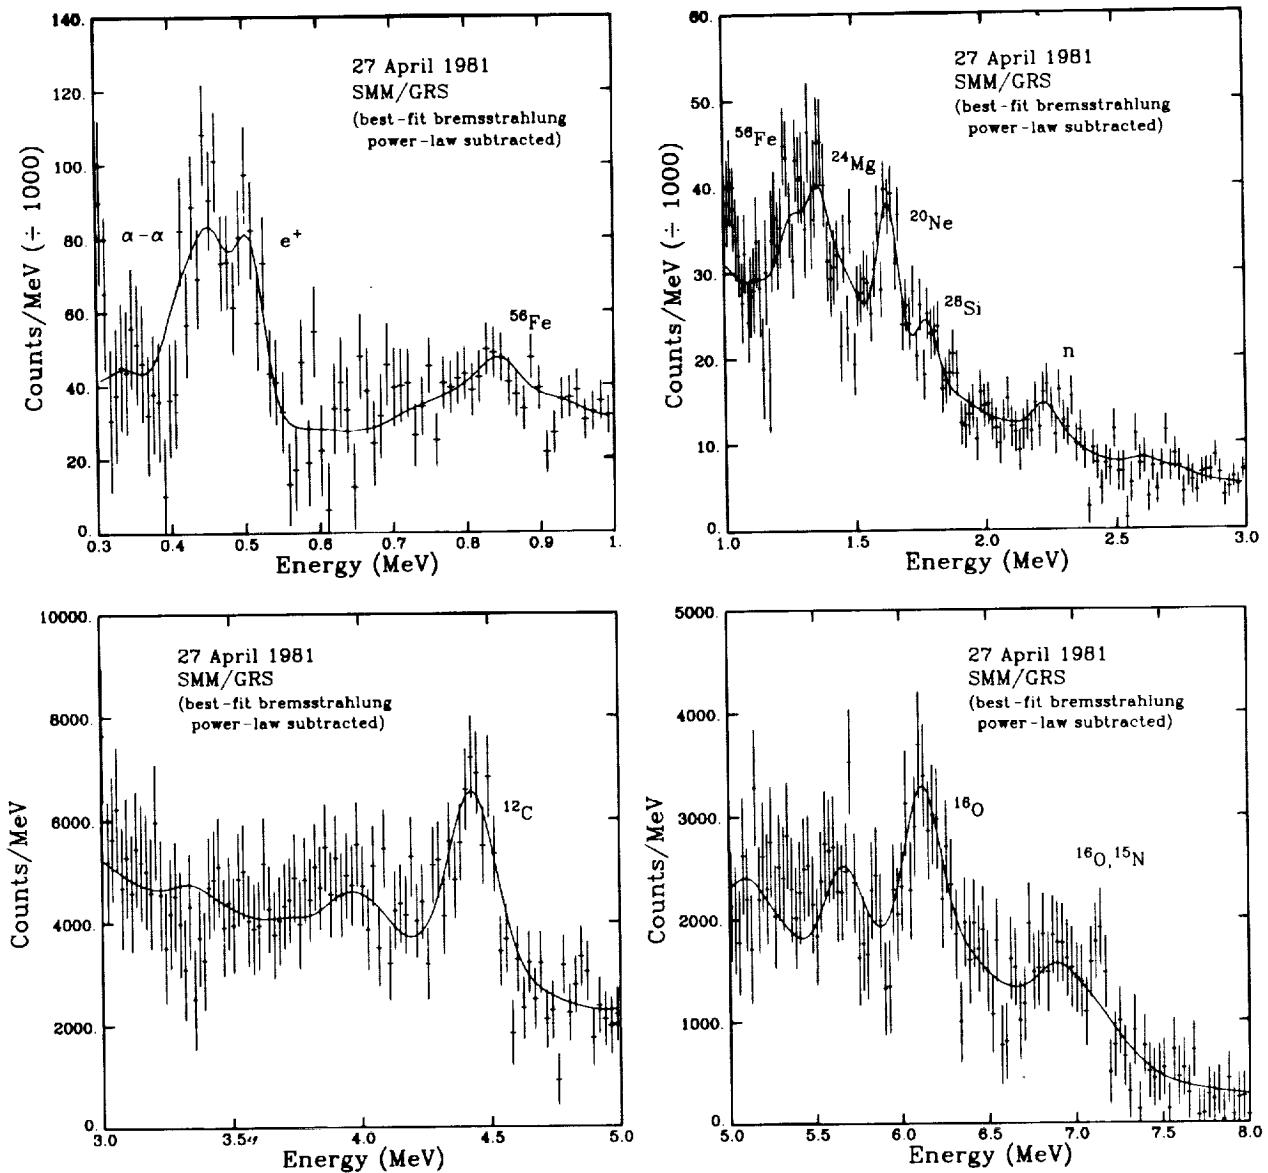 140.
120.
100.
80.
60.
40.
20.
0.
0.3 0.4 0.5 0.6 0.7 0.8 0.9 1.
Energy (MeV)
Counts/MeV (÷ 1000)
27 April 1981
SMM/GRS
(best-fit bremsstrahlung
power-law subtracted)
α-α
e⁺
⁵⁶Fe
60.
50.
40.
30.
20.
10.
0.
1.0 1.5 2.0 2.5 3.0
Energy (MeV)
Counts/MeV (÷ 1000)
27 April 1981
SMM/GRS
(best-fit bremsstrahlung
power-law subtracted)
⁵⁶Fe
²⁴Mg
²⁰Ne
²⁸Si
n
10000.
8000.
6000.
4000.
2000.
0.
3.0 3.5 4.0 4.5 5.0
Energy (MeV)
Counts/MeV
27 April 1981
SMM/GRS
(best-fit bremsstrahlung
power-law subtracted)
¹²C
5000
4000.
3000.
2000.
1000.
0.
5.0 5.5 6.0 6.5 7.0 7.5 8.0
Energy (MeV)
Counts/MeV
27 April 1981
SMM/GRS
(best-fit bremsstrahlung
power-law subtracted)
¹⁶O
¹⁶O,¹⁵N